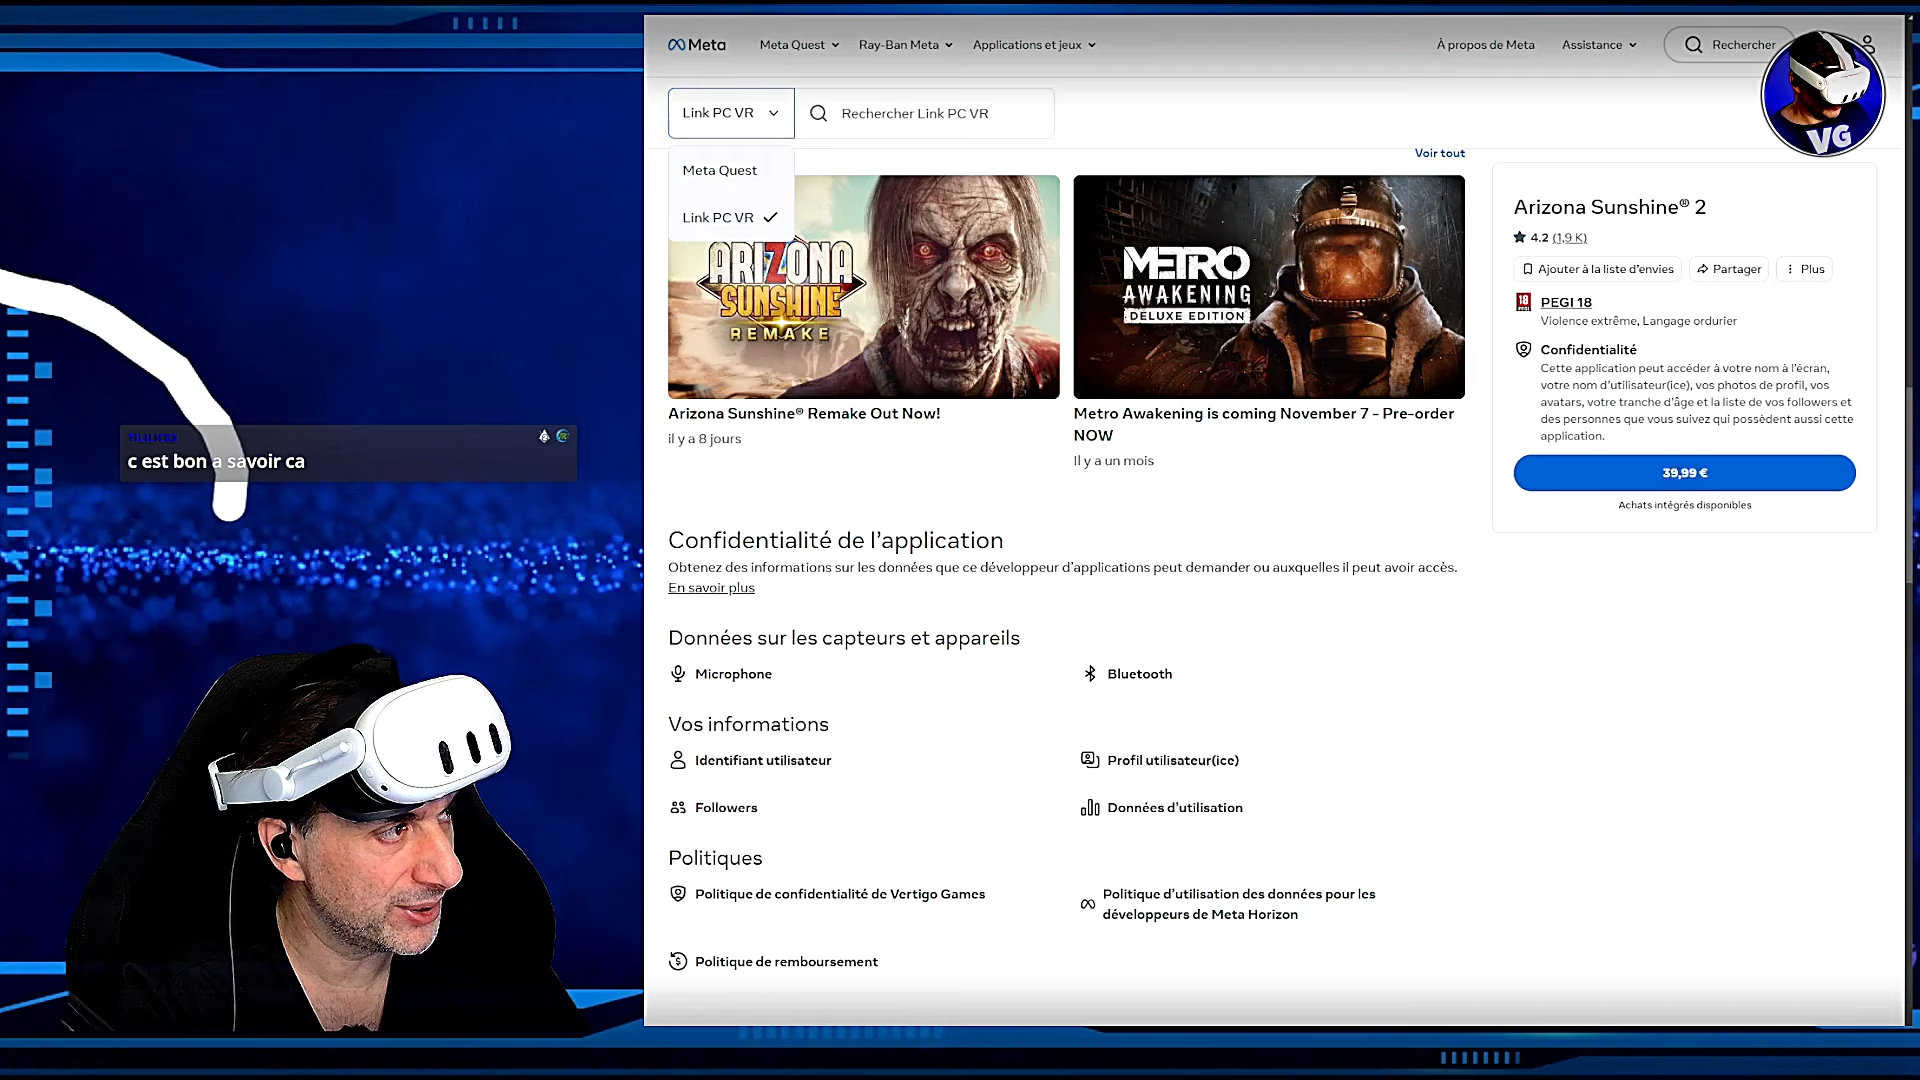 Meta
Meta Quest
Ray-Ban Meta
Applications et jeux
À propos de Meta
Assistance
Rechercher
Link PC VR
Rechercher Link PC VR
Meta Quest
Link PC VR
VG
Voir tout
ARIZONA
SUNSHINE
REMAKE
METRO
AWAKENING
DELUXE EDITION
Arizona Sunshine® Remake Out Now!
il y a 8 jours
Metro Awakening is coming November 7 - Pre-order
NOW
Il y a un mois
Arizona Sunshine® 2
4.2 (1,9 K)
Ajouter à la liste d’envies
Partager
Plus
18
PEGI 18
Violence extrême, Langage ordurier
Confidentialité
Cette application peut accéder à votre nom à l’écran,
votre nom d’utilisateur(ice), vos photos de profil, vos
avatars, votre tranche d’âge et la liste de vos followers et
des personnes que vous suivez qui possèdent aussi cette
application.
39,99 €
Achats intégrés disponibles
c est bon a savoir ca
Confidentialité de l’application
Obtenez des informations sur les données que ce développeur d’applications peut demander ou auxquelles il peut avoir accès.
En savoir plus
Données sur les capteurs et appareils
Microphone
Bluetooth
Vos informations
Identifiant utilisateur
Profil utilisateur(ice)
Followers
Données d’utilisation
Politiques
Politique de confidentialité de Vertigo Games
Politique d’utilisation des données pour les
développeurs de Meta Horizon
Politique de remboursement